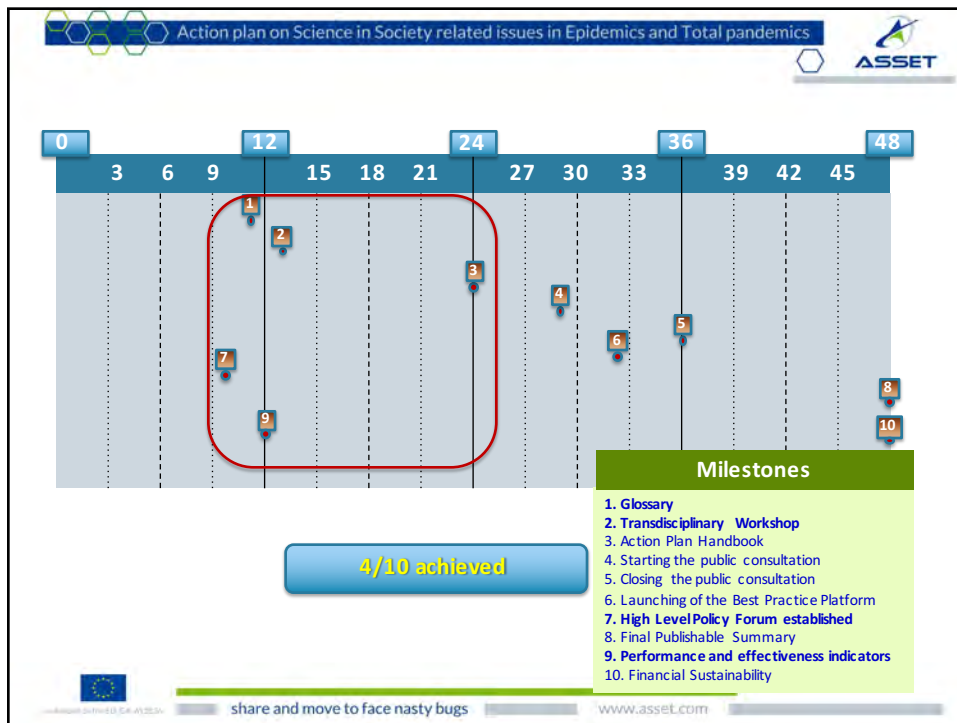 Action plan on Science in Society related issues in Epidemics and Total pandemics
ASSET
0 12 24 36 48
3 6 9 15 18 21 27 30 33 39 42 45
1
2
3
4
5
6
7
8
9
10
Milestones
1. Glossary
2. Transdisciplinary Workshop
3. Action Plan Handbook
4. Starting the public consultation
5. Closing the public consultation
6. Launching of the Best Practice Platform
7. High Level Policy Forum established
8. Final Publishable Summary
9. Performance and effectiveness indicators
10. Financial Sustainability
4/10 achieved
share and move to face nasty bugs
www.asset.com